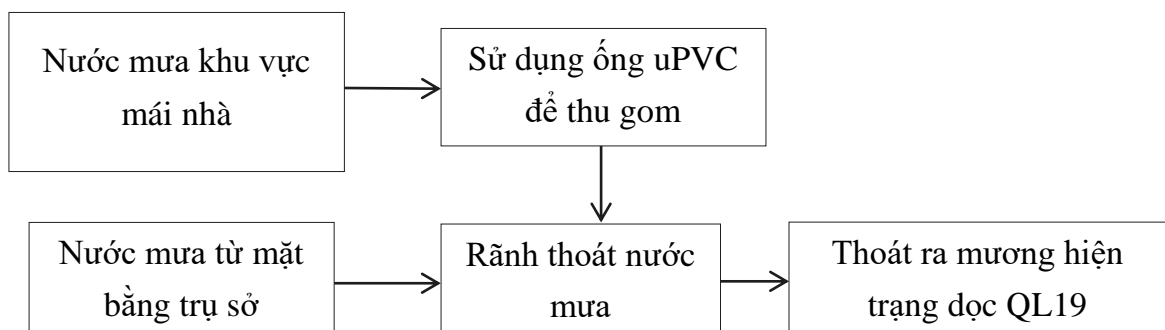 Nước mưa khu vực
mái nhà
Sử dụng ống uPVC
để thu gom
Nước mưa từ mặt
bằng trụ sở
Rãnh thoát nước
mưa
Thoát ra mương hiện
trạng dọc QL19